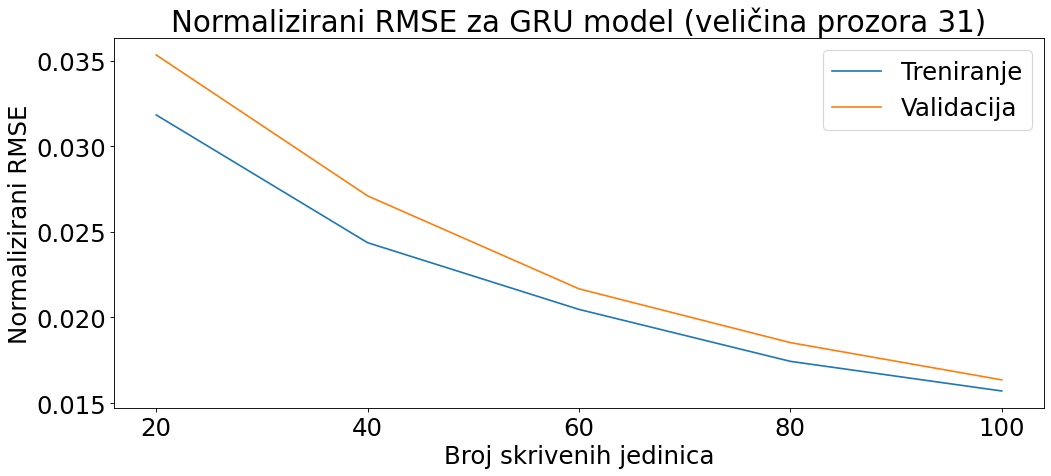 Normalizirani RMSE za GRU model (veličina prozora 31)
Normalizirani RMSE
0.035
0.030
0.025
0.020
0.015
Treniranje
Validacija
20 40 60 80 100
Broj skrivenih jedinica